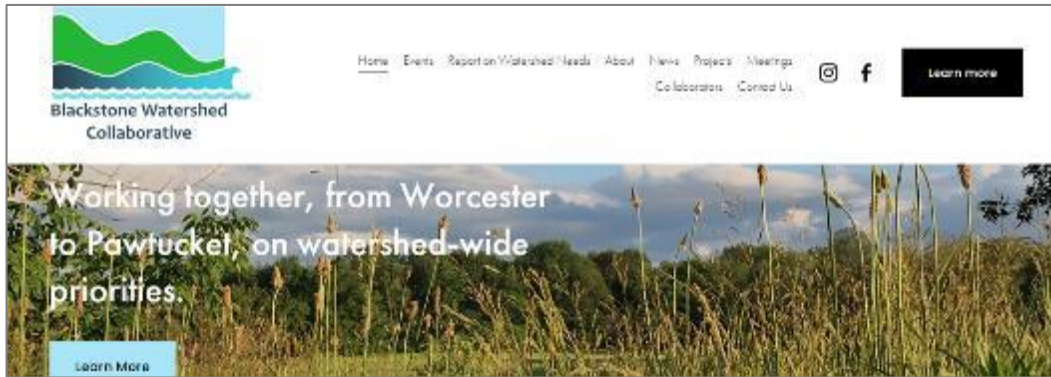 Blackstone Watershed
Collaborative
Home Events Report on Watershed Needs About News Projects Meetings
Collaborators Contact Us
Learn more
Working together, from Worcester
to Pawtucket, on watershed-wide
priorities.
Learn More